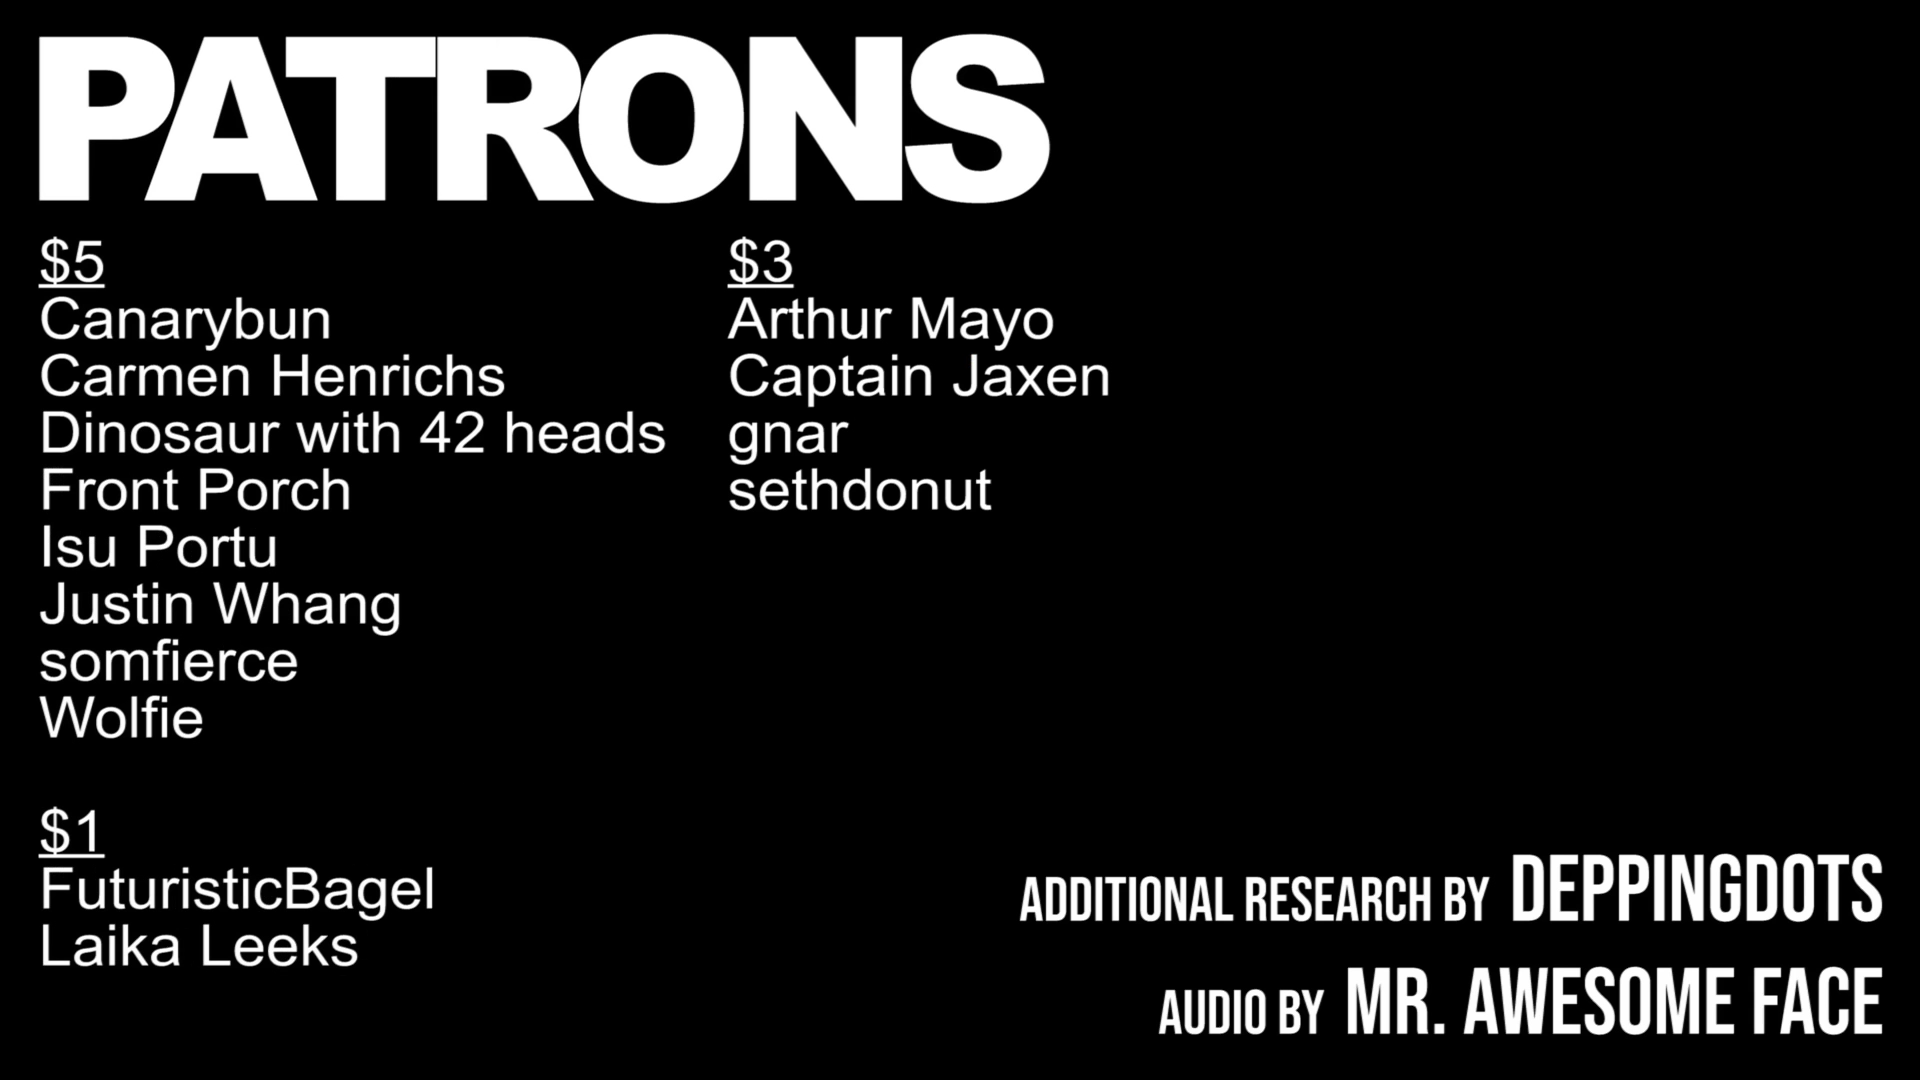 PATRONS
$5
Canarybun
Carmen Henrichs
Dinosaur with 42 heads
Front Porch
Isu Portu
Justin Whang
somfierce
Wolfie
$1
FuturisticBagel
Laika Leeks
$3
Arthur Mayo
Captain Jaxen
gnar
sethdonut
ADDITIONAL RESEARCH BY DEPPINGDOTS
AUDIO BY MR. AWESOME FACE